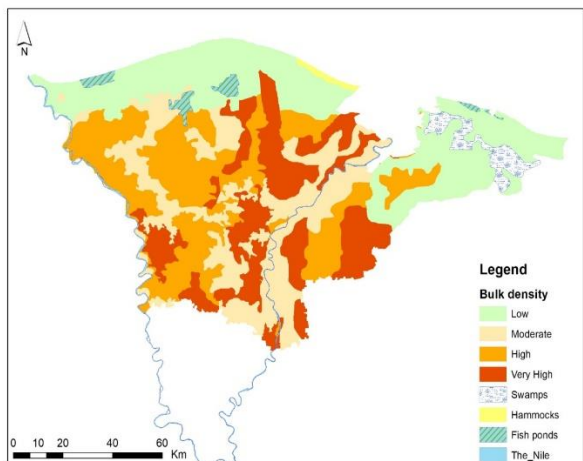 N
Legend
Bulk density
Low
Moderate
High
Very High
Swamps
Hammocks
Fish ponds
The_Nile
0 10 20 40 60
Km